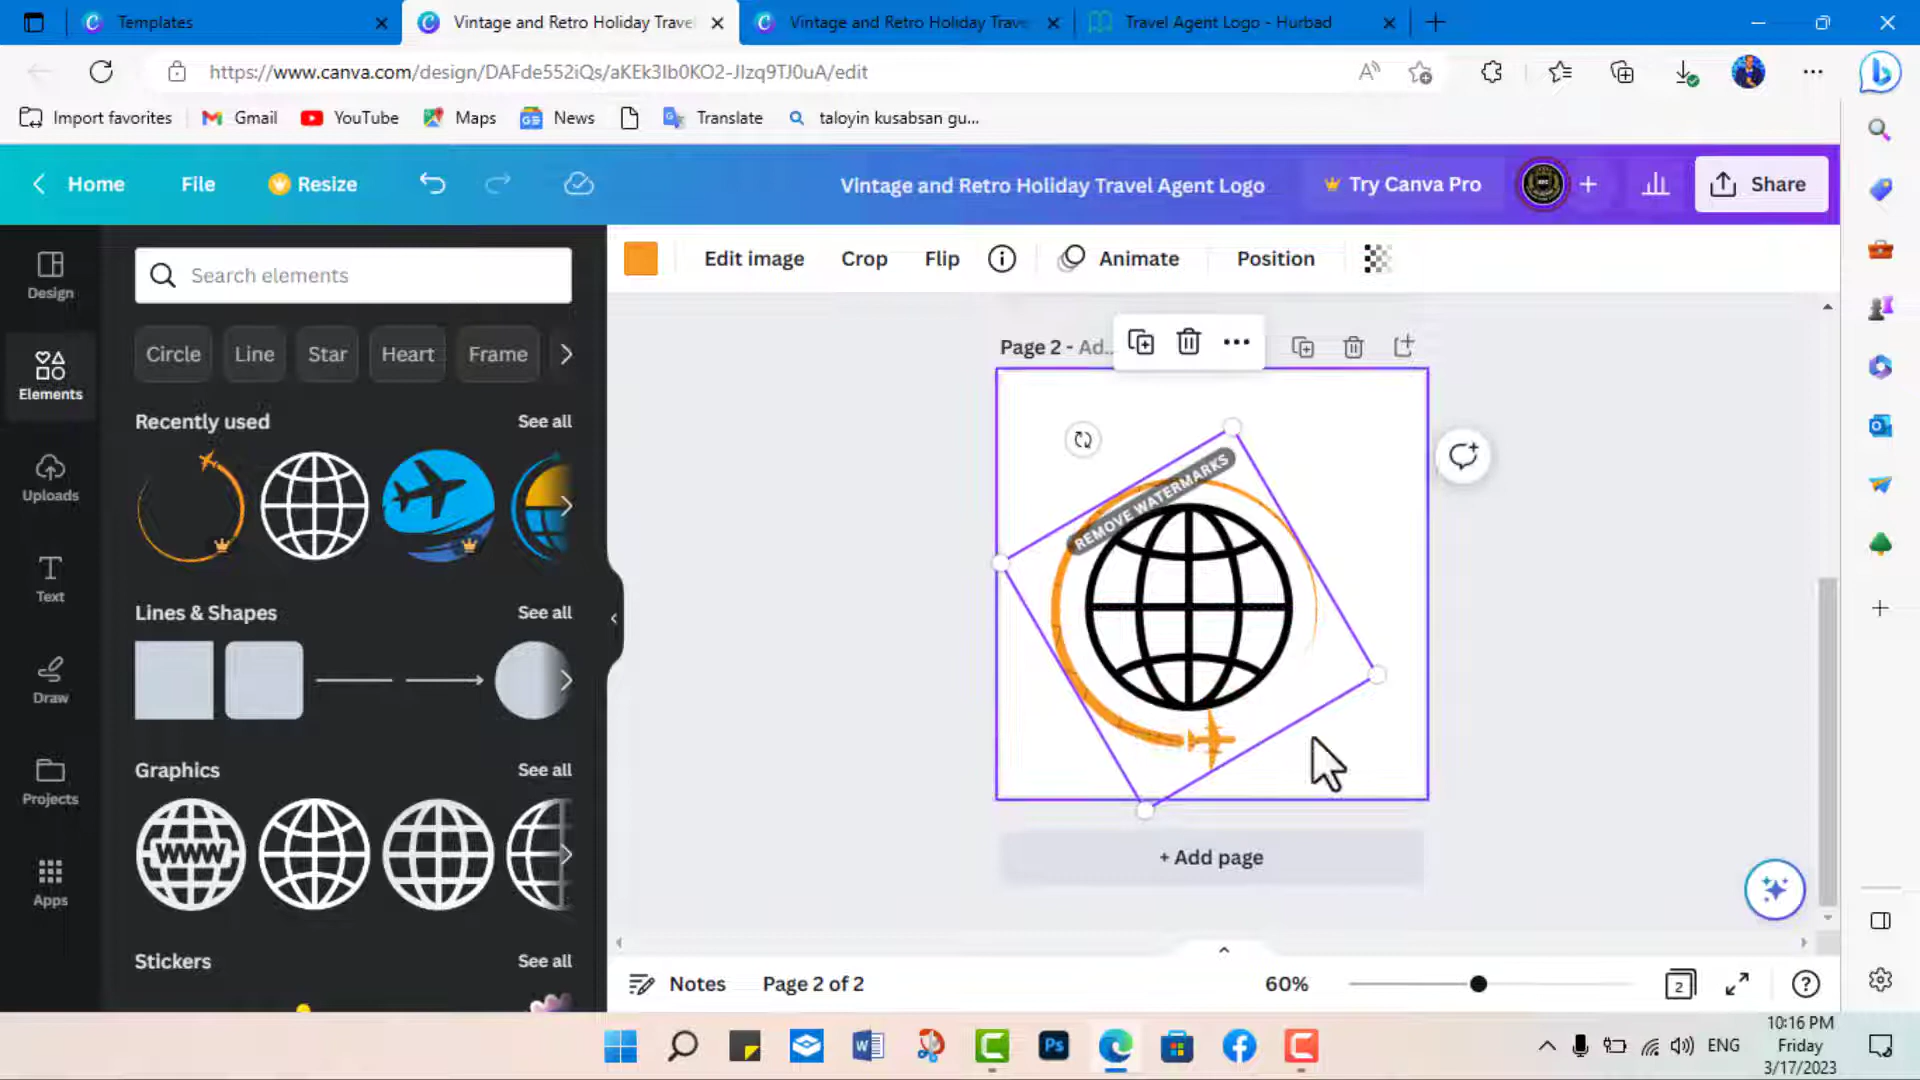 Templates
Vintage and Retro Holiday Trave
Vintage and Retro Holiday Trave
Travel Agent Logo - Hurbad
https://www.canva.com/design/DAFde552iQs/aKEk3Ib0KO2-JIzq9TJ0uA/edit
Import favorites
Gmail
YouTube
Maps
News
Translate
taloyin kusabsan gu...
Home
File
Resize
Vintage and Retro Holiday Travel Agent Logo
Try Canva Pro
Share
Design
Elements
Uploads
Text
Draw
Projects
Apps
Search elements
Circle
Line
Star
Heart
Frame
Recently used
See all
Lines & Shapes
See all
Graphics
See all
WWW
Stickers
See all
Edit image
Crop
Flip
Animate
Position
Page 2 - Ad...
REMOVE WATERMARKS
+ Add page
Notes
Page 2 of 2
60%
2
ENG
10:16 PM
Friday
3/17/2023